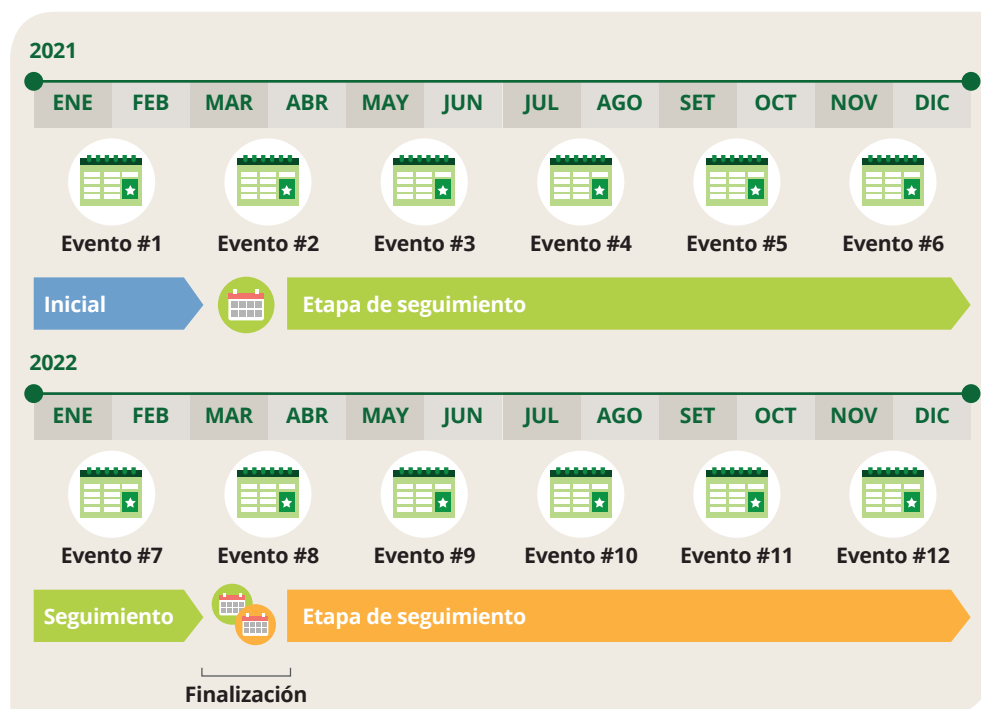 2021
ENE FEB MAR ABR MAY JUN JUL AGO SET OCT NOV DIC
Evento #1 Evento #2 Evento #3 Evento #4 Evento #5 Evento #6
Inicial Etapa de seguimiento
2022
ENE FEB MAR ABR MAY JUN JUL AGO SET OCT NOV DIC
Evento #7 Evento #8 Evento #9 Evento #10 Evento #11 Evento #12
Seguimiento Etapa de seguimiento
Finalización